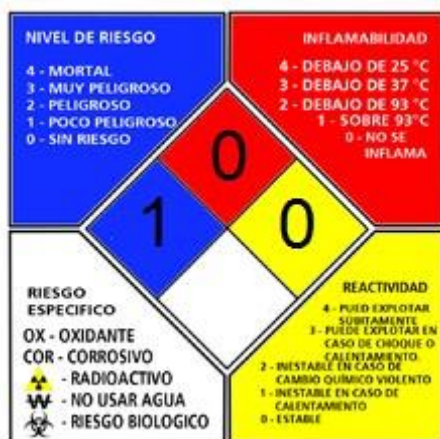 NIVEL DE RIESGO
4 - MORTAL
3 - MUY PELIGROSO
2 - PELIGROSO
1 - POCO PELIGROSO
0 - SIN RIESGO
INFLAMABILIDAD
4 - DEBAJO DE 25 °C
3 - DEBAJO DE 37 °C
2 - DEBAJO DE 93 °C
1 - SOBRE 93°C
0 - NO SE
INFLAMA
0
1
0
RIESGO
ESPECIFICO
OX - OXIDANTE
COR - CORROSIVO
- RADIOACTIVO
W - NO USAR AGUA
- RIESGO BIOLOGICO
REACTIVIDAD
4 - PUED EXPLOTAR
SÚBITAMENTE
3 - PUEDE EXPLOTAR EN
CASO DE CHOQUE O
CALENTAMIENTO.
2 - INESTABLE EN CASO DE
CAMBIO QUÍMICO VIOLENTO
1 - INESTABLE EN CASO DE
CALENTAMIENTO
0 - ESTABLE